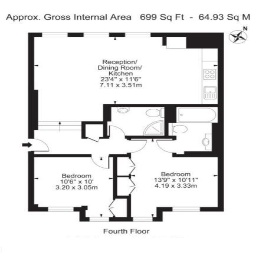 Approx. Gross Internal Area 699 Sq Ft - 64.93 Sq M
N
Reception/
Dining Room/
Kitchen
23'4" x 11'6"
7.11 x 3.51m
Bedroom
10'6" x 10'
3.20 x 3.05m
Bedroom
13'9" x 10'11"
4.19 x 3.33m
Fourth Floor